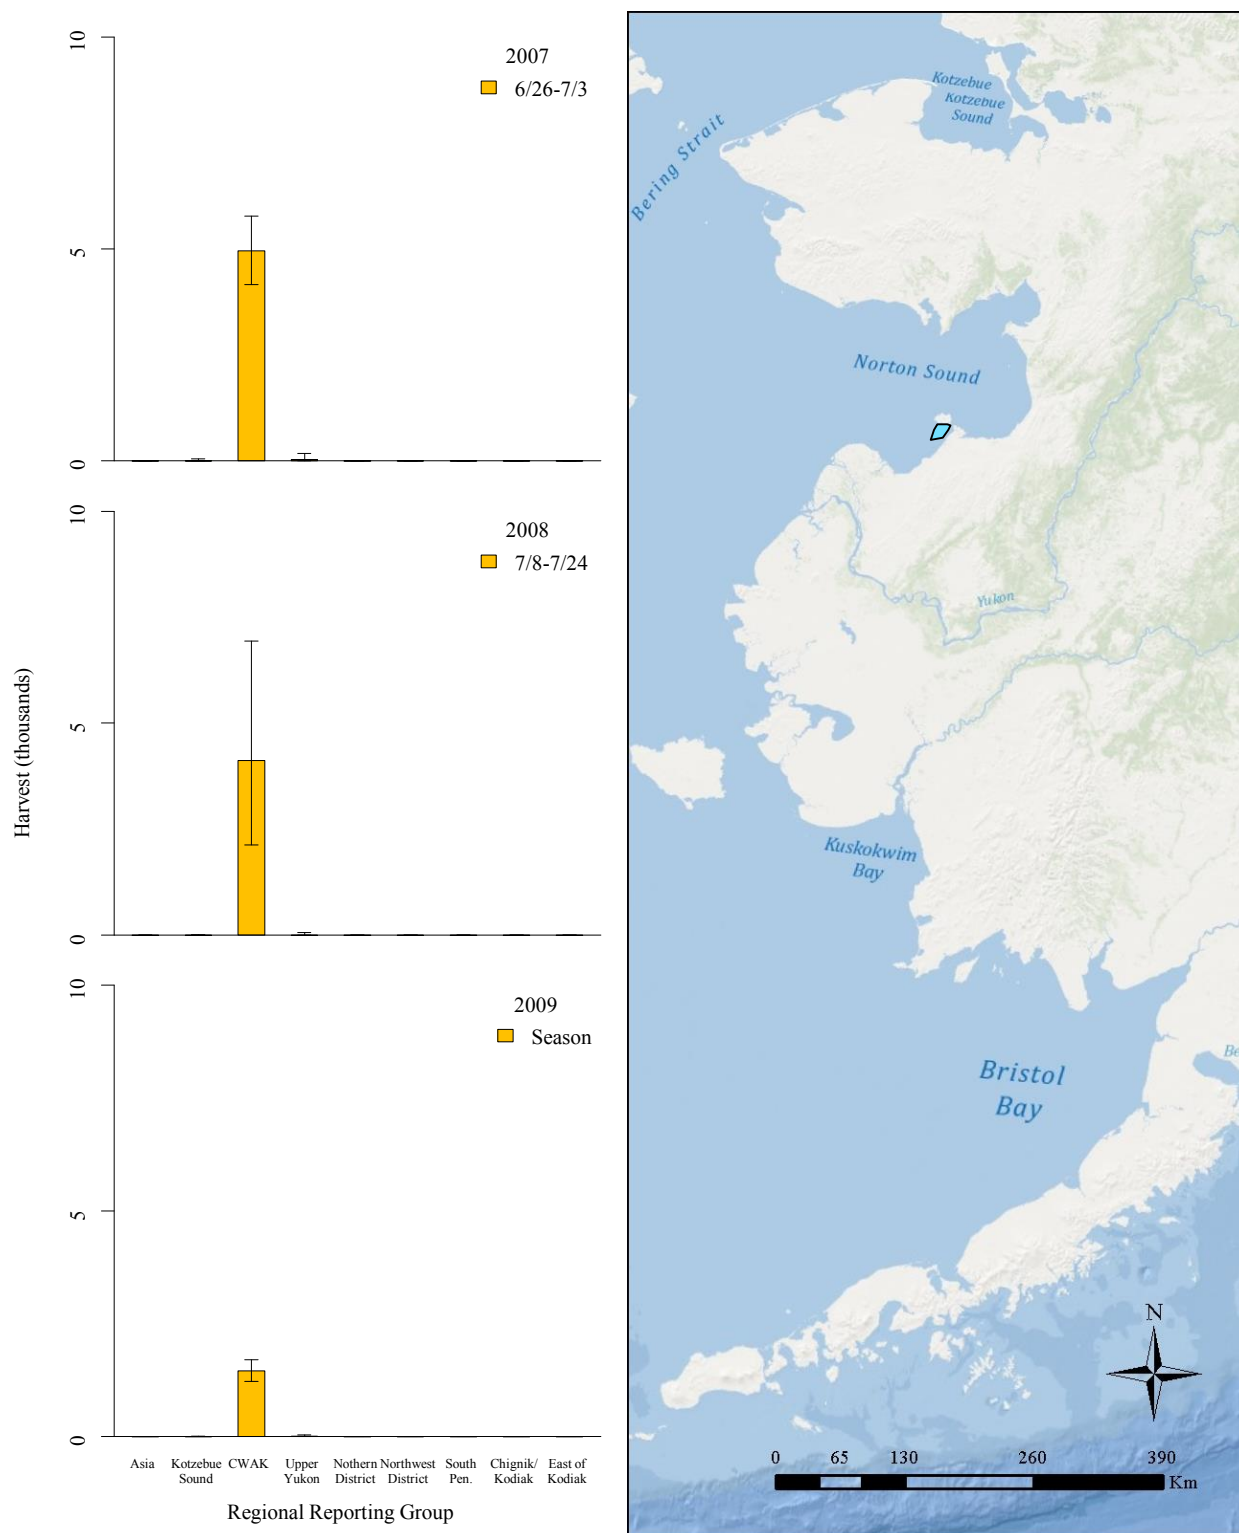 10
2007
6/26-7/3
5
0
10
2008
7/8-7/24
5
0
10
2009
Season
5
0
Harvest (thousands)
Asia
Kotzebue
Sound
CWAK
Upper
Yukon
Nothern
District
Northwest
District
South
Pen.
Chignik/
Kodiak
East of
Kodiak
Regional Reporting Group
Kotzebue
Kotzebue
Sound
Bering Strait
Norton Sound
Yukon
Kuskokwim
Bay
Bristol
Bay
Be
N
0 65 130 260 390
Km